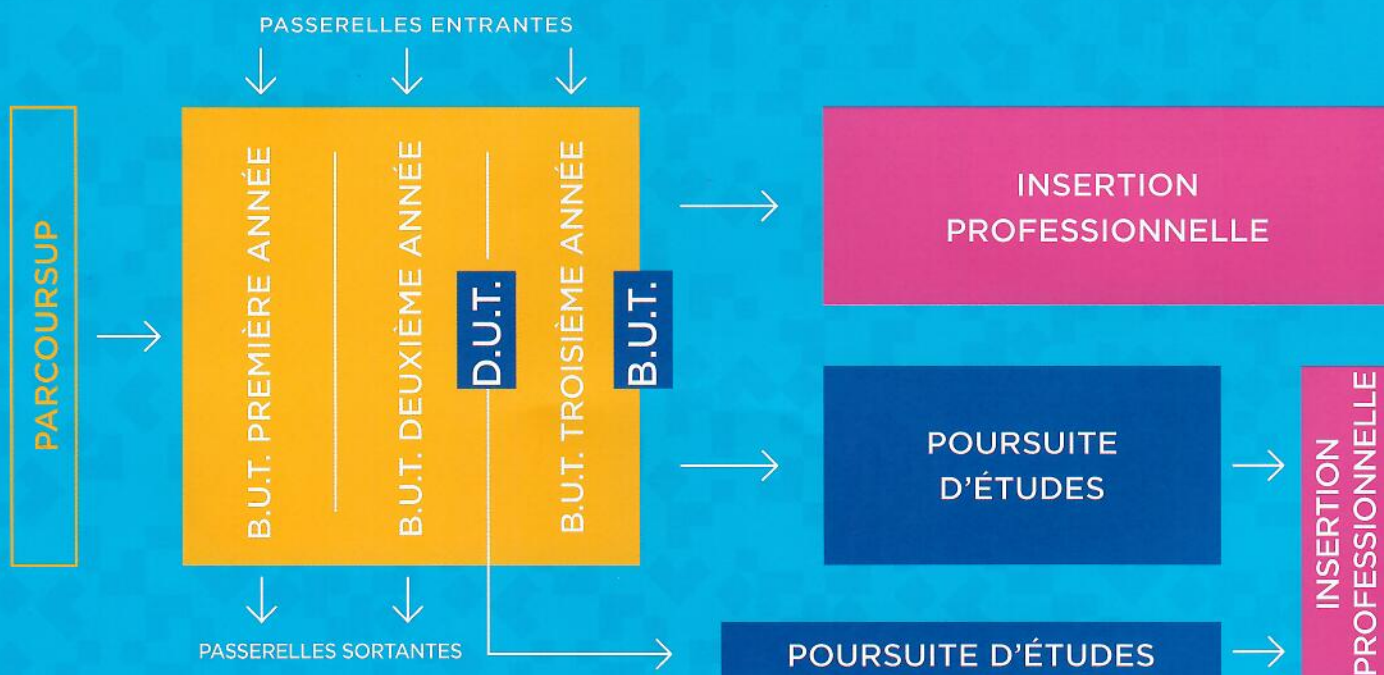 PASSERELLES ENTRANTES
PARCOURSUP
B.U.T. PREMIÈRE ANNÉE
B.U.T. DEUXIÈME ANNÉE
D.U.T.
B.U.T. TROISIÈME ANNÉE
B.U.T.
INSERTION
PROFESSIONNELLE
POURSUITE
D'ÉTUDES
INSERTION
PROFESSIONNELLE
PASSERELLES SORTANTES
POURSUITE D'ÉTUDES